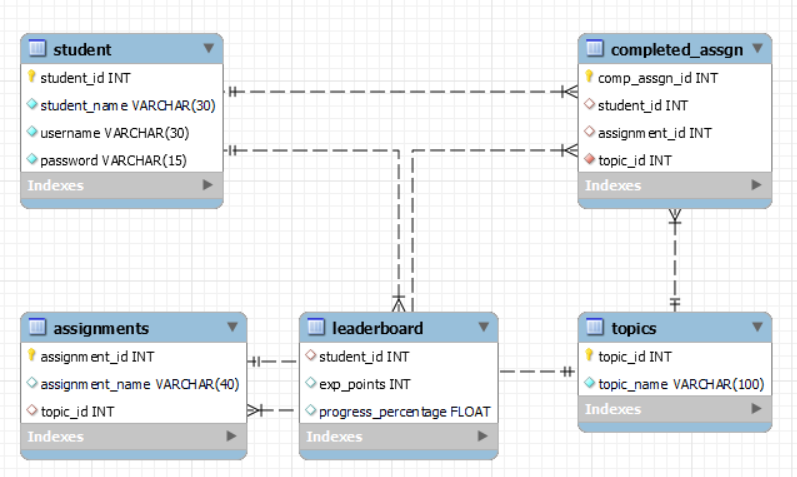 student
student_id INT
student_name VARCHAR(30)
username VARCHAR(30)
password VARCHAR(15)
Indexes
completed_assgn
comp_assgn_id INT
student_id INT
assignment_id INT
topic_id INT
Indexes
assignments
assignment_id INT
assignment_name VARCHAR(40)
topic_id INT
Indexes
leaderboard
student_id INT
exp_points INT
progress_percentage FLOAT
Indexes
topics
topic_id INT
topic_name VARCHAR(100)
Indexes